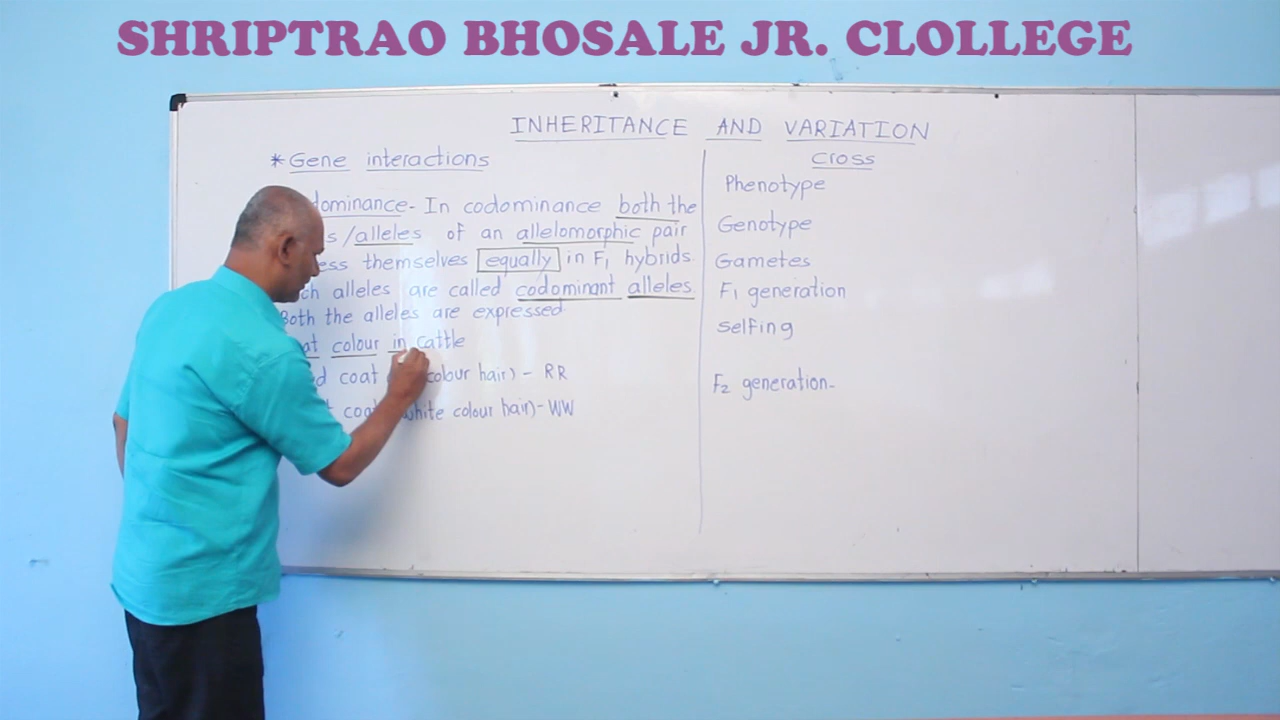 SHRIPTRAO BHOSALE JR. CLOLLEGE
INHERITANCE AND VARIATION
* Gene interactions
dominance - In codominance both the
s / alleles of an allelomorphic pair
ess themselves equally in F₁ hybrids.
ch alleles are called codominant alleles.
Both the alleles are expressed
at colour in cattle
d coat colour hair) - RR
t coat white colour hair) - WW
Cross
Phenotype
Genotype
Gametes
F₁ generation
Selfing
F₂ generation-